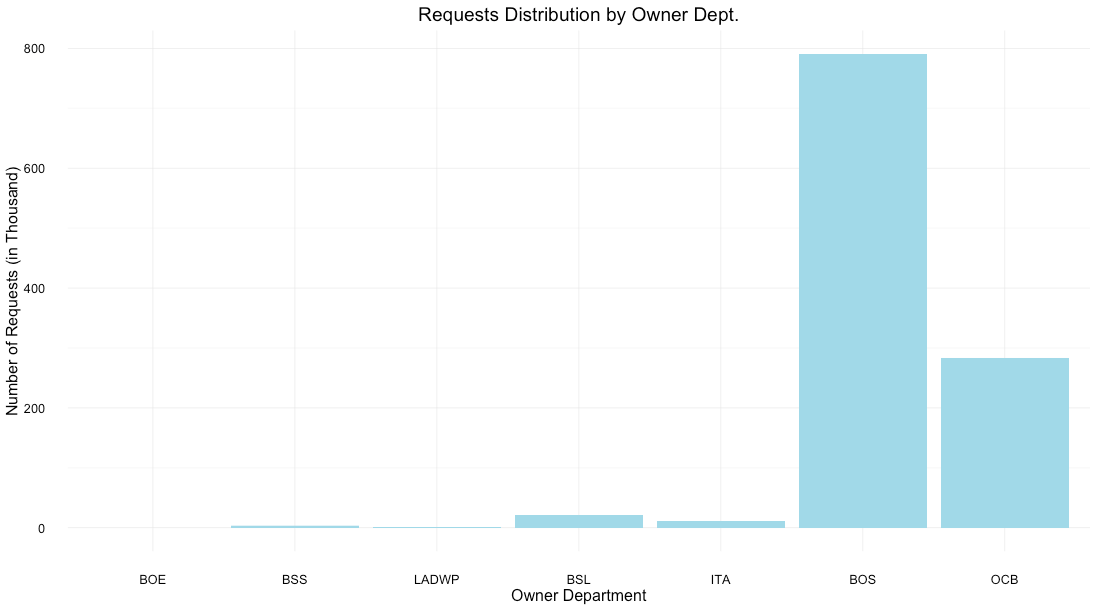 Requests Distribution by Owner Dept.
Number of Requests (in Thousand)
800
600
400
200
0
BOE BSS LADWP BSL ITA BOS OCB
Owner Department